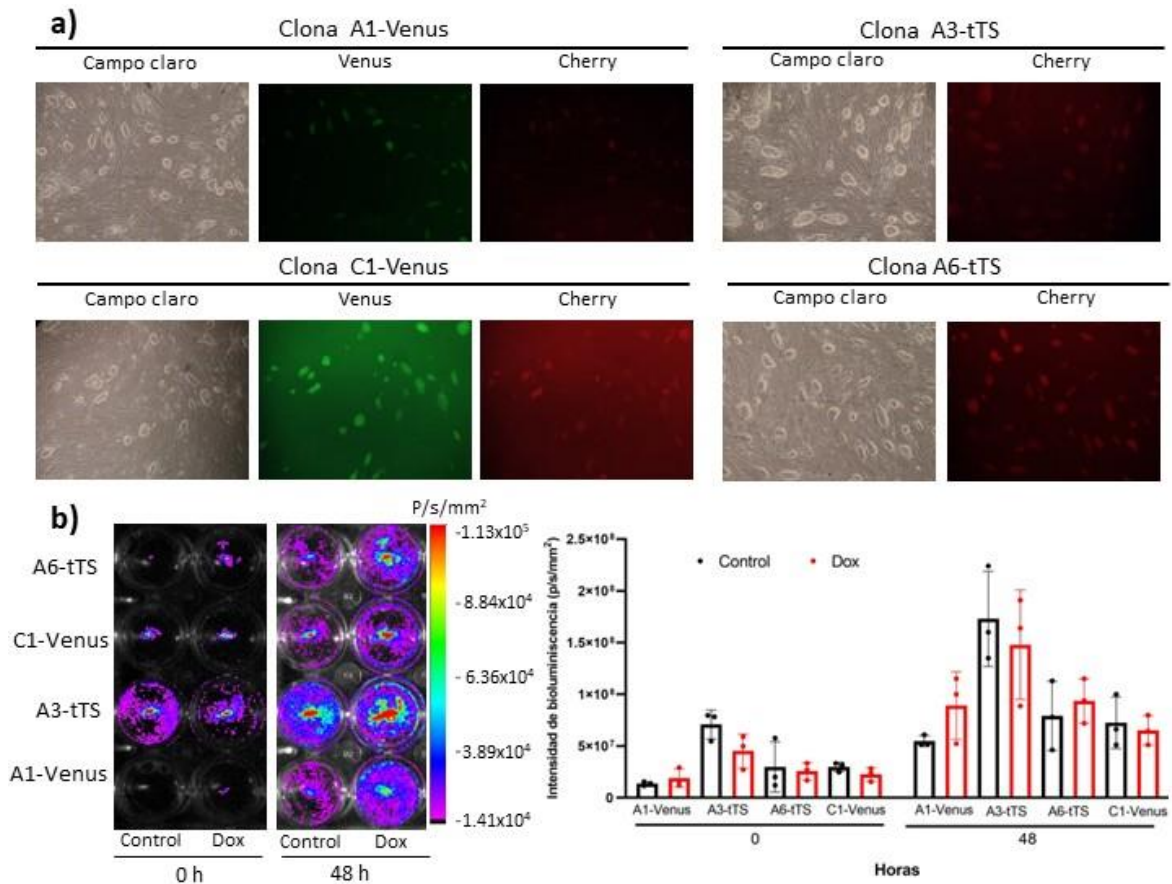 a)
Clona A1-Venus
Clona A3-tTS
Campo claro
Venus
Cherry
Campo claro
Cherry
Clona C1-Venus
Clona A6-tTS
Campo claro
Venus
Cherry
Campo claro
Cherry
b)
P/s/mm²
A6-tTS
C1-Venus
A3-tTS
A1-Venus
-1.13x10⁵
-8.84x10⁴
-6.36x10⁴
-3.89x10⁴
-1.41x10⁴
Control
Dox
Control
Dox
0 h
48 h
Intensidad de bioluminiscencia (p/s/mm²)
2.5×10⁸
2×10⁸
1.5×10⁸
1×10⁸
5×10⁷
0
Control
Dox
A1-Venus
A3-tTS
A6-tTS
C1-Venus
A1-Venus
A3-tTS
A6-tTS
C1-Venus
0
48
Horas